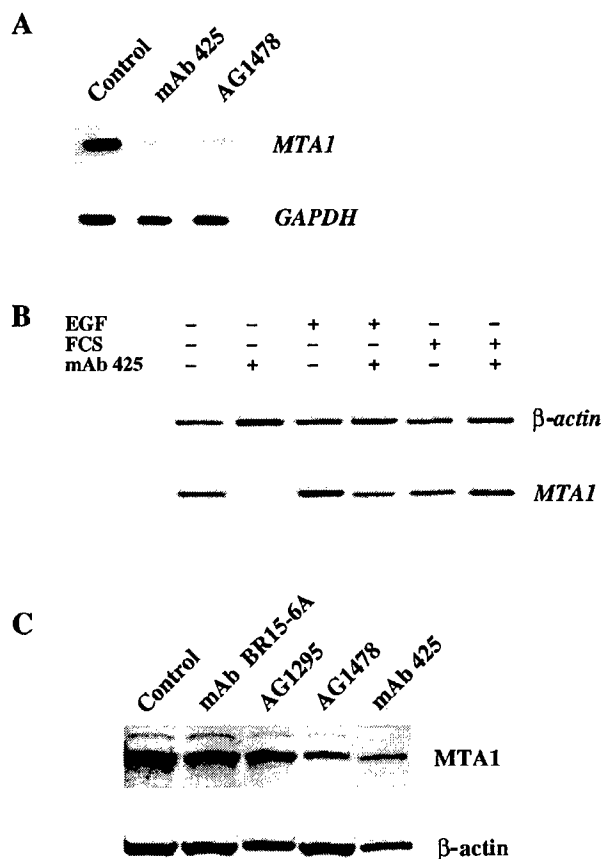 A
Control mAb 425 AG1478
MTA1
GAPDH
B
EGF – – + + – –
FCS – – – – + +
mAb 425 – + – + – +
β-actin
MTA1
C
Control mAb BR15-6A AG1295 AG1478 mAb 425
MTA1
β-actin